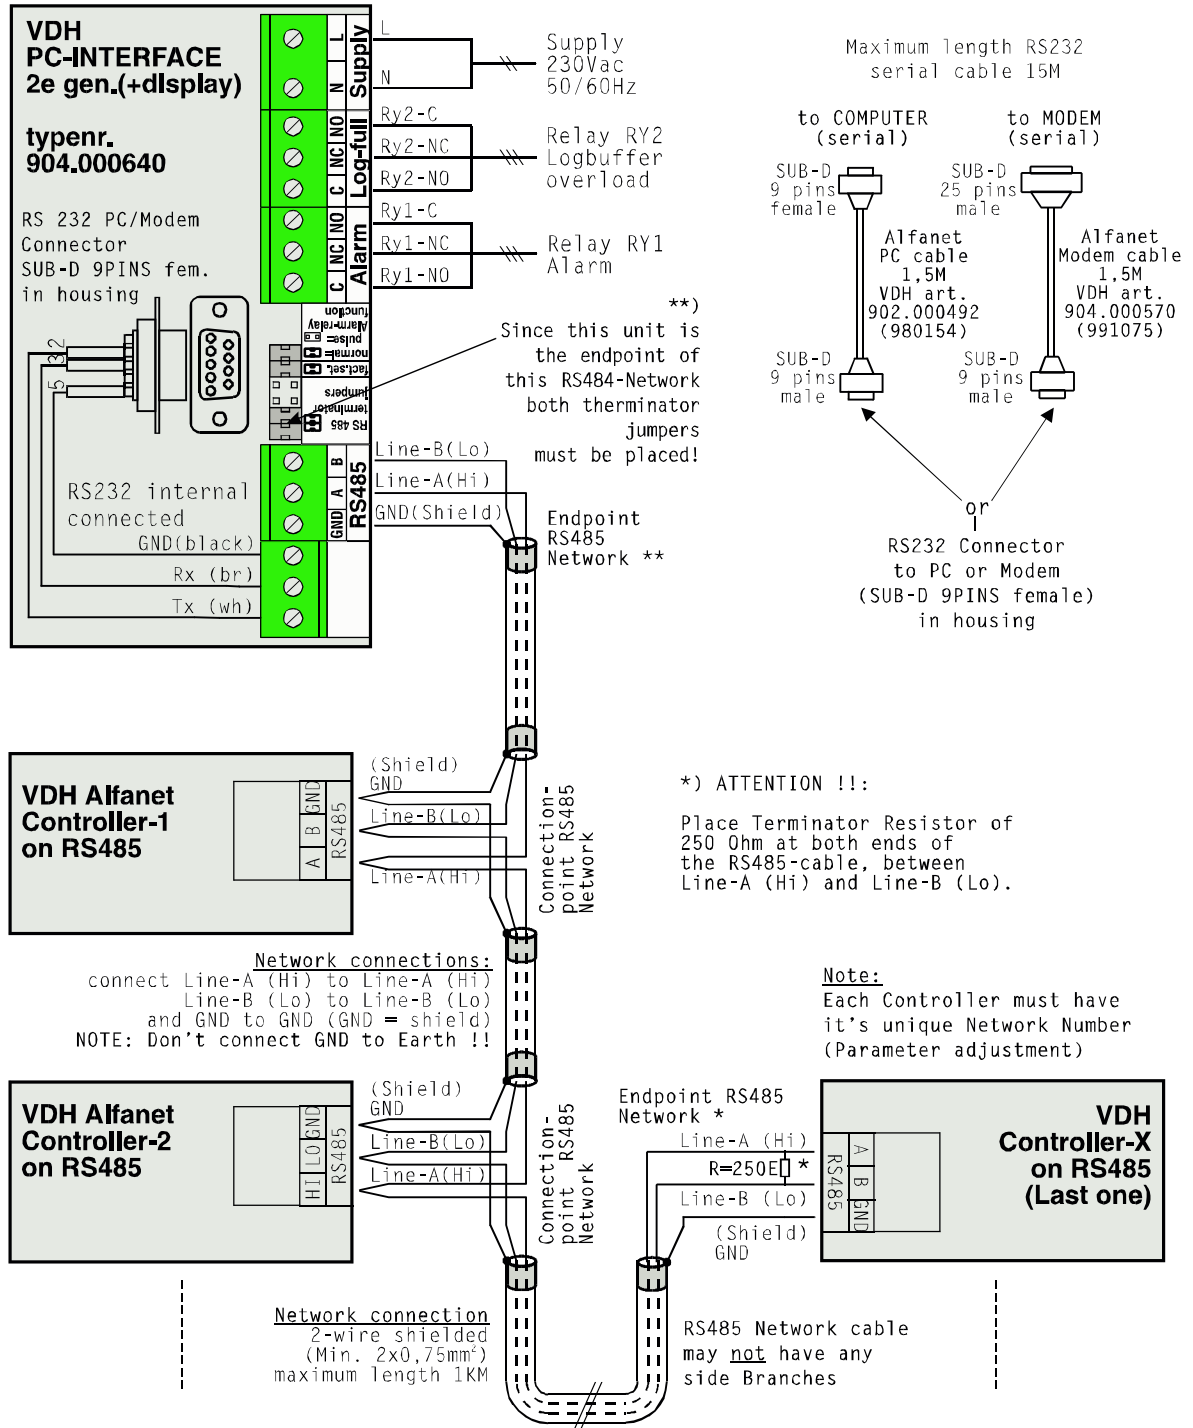 VDH
PC-INTERFACE
2e gen.(+dIsplay)
typenr.
904.000640
RS 232 PC/Modem
Connector
SUB-D 9PINS fem.
in housing
2
3
5
RS232 internal
connected
GND(black)
Rx (br)
Tx (wh)
L
N
Supply
NO
NC
C
Log-full
NO
NC
C
Alarm
Alarm-relay
function
pulse=
normal=
fact.set.
RS 485
terminator
jumpers
B
A
GND
RS485
L
N
Supply
230Vac
50/60Hz
Ry2-C
Ry2-NC
Ry2-NO
Relay RY2
Logbuffer
overload
Ry1-C
Ry1-NC
Ry1-NO
Relay RY1
Alarm
**)
Since this unit is
the endpoint of
this RS484-Network
both therminator
jumpers
must be placed!
Line-B(Lo)
Line-A(Hi)
GND(Shield)
Endpoint
RS485
Network **
Maximum length RS232
serial cable 15M
to COMPUTER
(serial)
to MODEM
(serial)
SUB-D
9 pins
female
SUB-D
25 pins
male
Alfanet
PC cable
1,5M
VDH art.
902.000492
(980154)
Alfanet
Modem cable
1,5M
VDH art.
904.000570
(991075)
SUB-D
9 pins
male
SUB-D
9 pins
male
or
RS232 Connector
to PC or Modem
(SUB-D 9PINS female)
in housing
VDH Alfanet
Controller-1
on RS485
GND
B
A
RS485
(Shield)
GND
Line-B(Lo)
Line-A(Hi)
Connection-
point RS485
Network
*) ATTENTION !!:
Place Terminator Resistor of
250 Ohm at both ends of
the RS485-cable, between
Line-A (Hi) and Line-B (Lo).
Network connections:
connect Line-A (Hi) to Line-A (Hi)
Line-B (Lo) to Line-B (Lo)
and GND to GND (GND = shield)
NOTE: Don't connect GND to Earth !!
Note:
Each Controller must have
it's unique Network Number
(Parameter adjustment)
VDH Alfanet
Controller-2
on RS485
GND
LO
HI
RS485
(Shield)
GND
Line-B(Lo)
Line-A(Hi)
Connection-
point RS485
Network
Endpoint RS485
Network *
Line-A (Hi)
R=250E *
Line-B (Lo)
(Shield)
GND
RS485
A
B
GND
VDH
Controller-X
on RS485
(Last one)
Network connection
2-wire shielded
(Min. 2x0,75mm²)
maximum length 1KM
RS485 Network cable
may not have any
side Branches